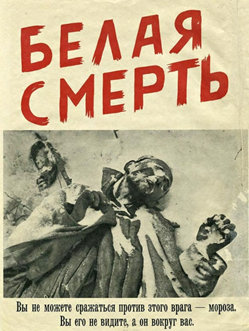 БЕЛАЯ
СМЕРТЬ
Вы не можете сражаться против этого врага — мороза.
Вы его не видите, а он вокруг вас.